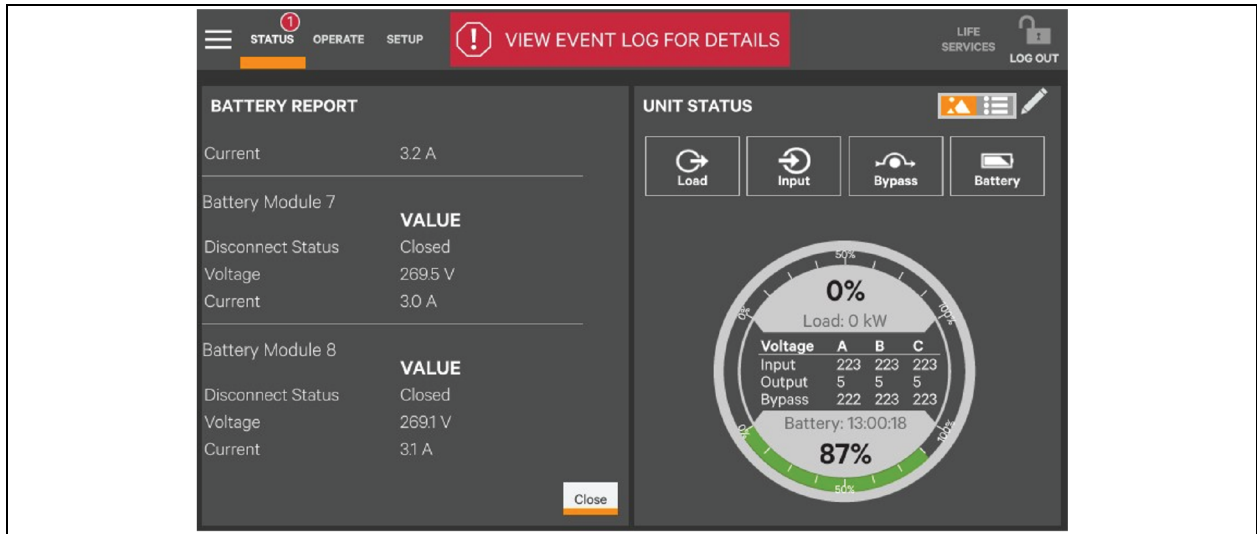 1
STATUS OPERATE SETUP
! VIEW EVENT LOG FOR DETAILS
LIFE
SERVICES
LOG OUT
BATTERY REPORT
Current 3.2 A
Battery Module 7
VALUE
Disconnect Status Closed
Voltage 269.5 V
Current 3.0 A
Battery Module 8
VALUE
Disconnect Status Closed
Voltage 269.1 V
Current 3.1 A
Close
UNIT STATUS
Load Input Bypass Battery
50%
0% 100%
0%
Load: 0 kW
Voltage A B C
Input 223 223 223
Output 5 5 5
Bypass 222 223 223
Battery: 13:00:18
0% 100%
87%
50%